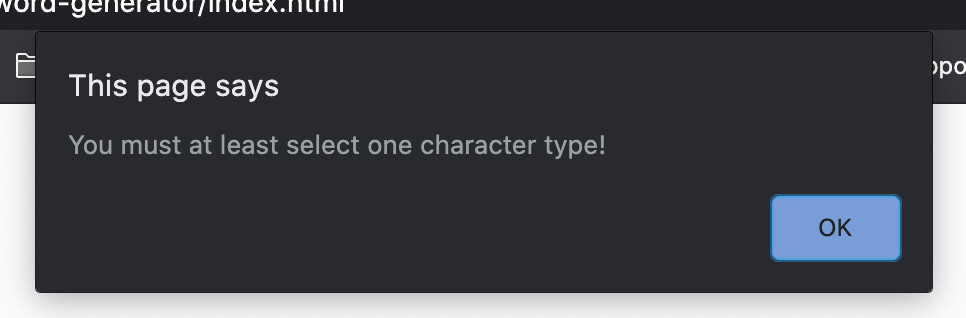 word-generator/index.html
This page says
You must at least select one character type!
OK